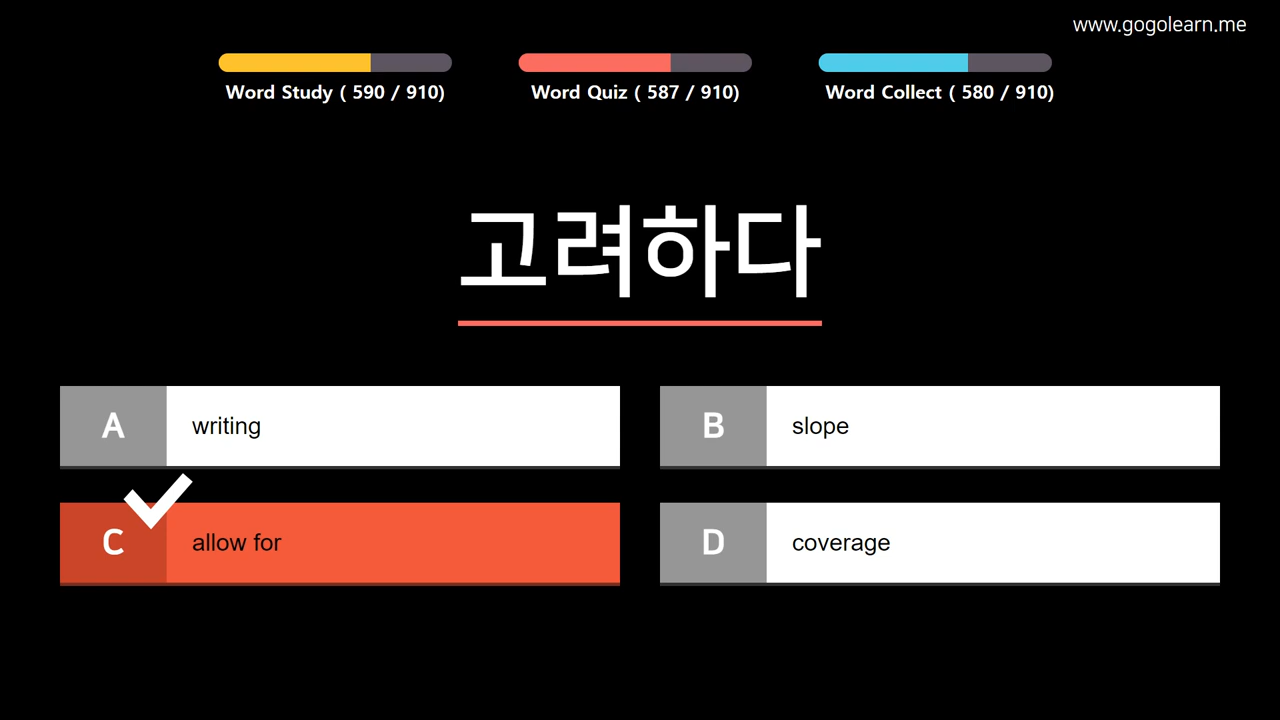 www.gogolearn.me
Word Study ( 590 / 910)
Word Quiz ( 587 / 910)
Word Collect ( 580 / 910)
고려하다
A writing
B slope
C allow for
D coverage